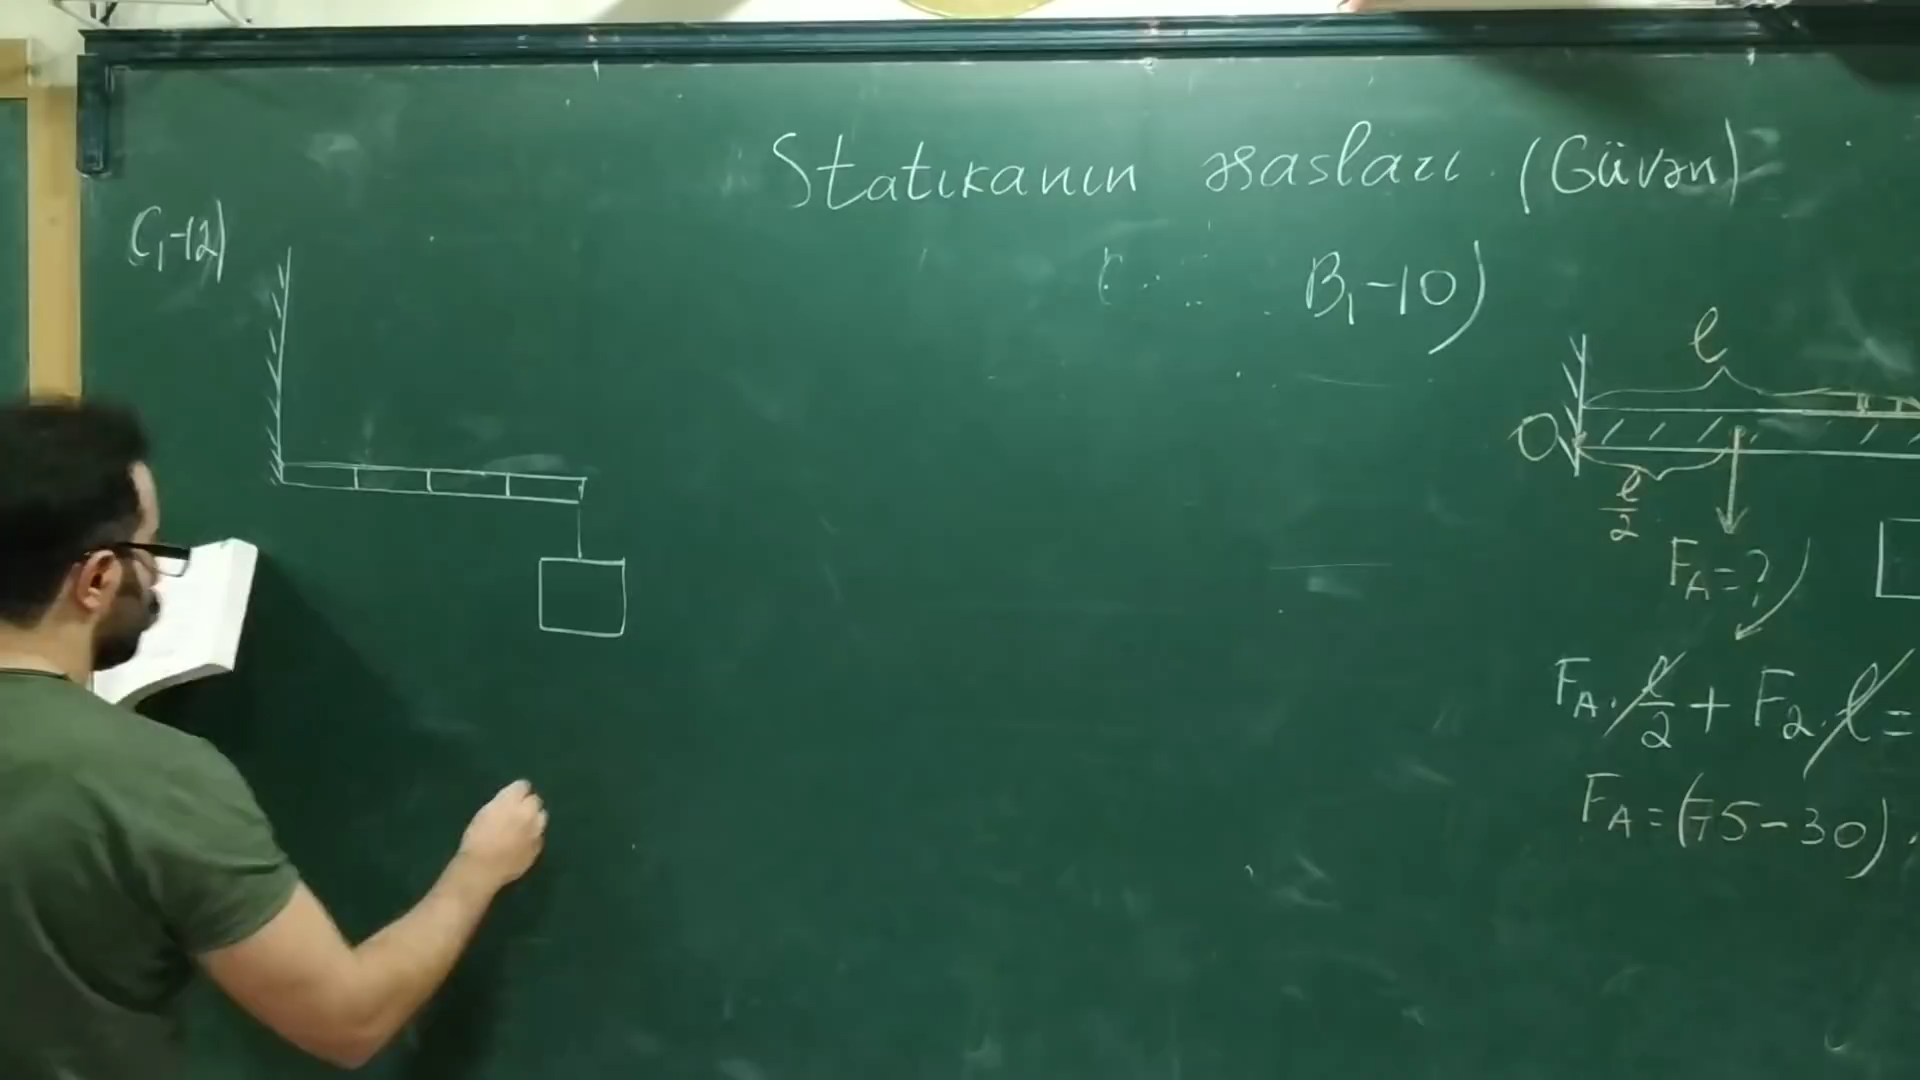 Statikanın əsasları. (Güvən)
C₁-12)
B₁-10)
l
O
l/2
F_A = ?
F_A · l/2 + F₂ · l =
F_A = (75 - 30) ·